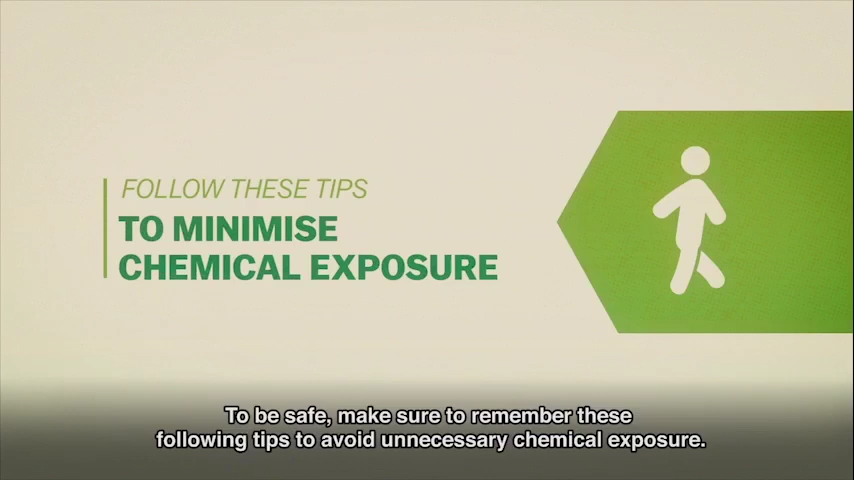 FOLLOW THESE TIPS
TO MINIMISE
CHEMICAL EXPOSURE
To be safe, make sure to remember these
following tips to avoid unnecessary chemical exposure.